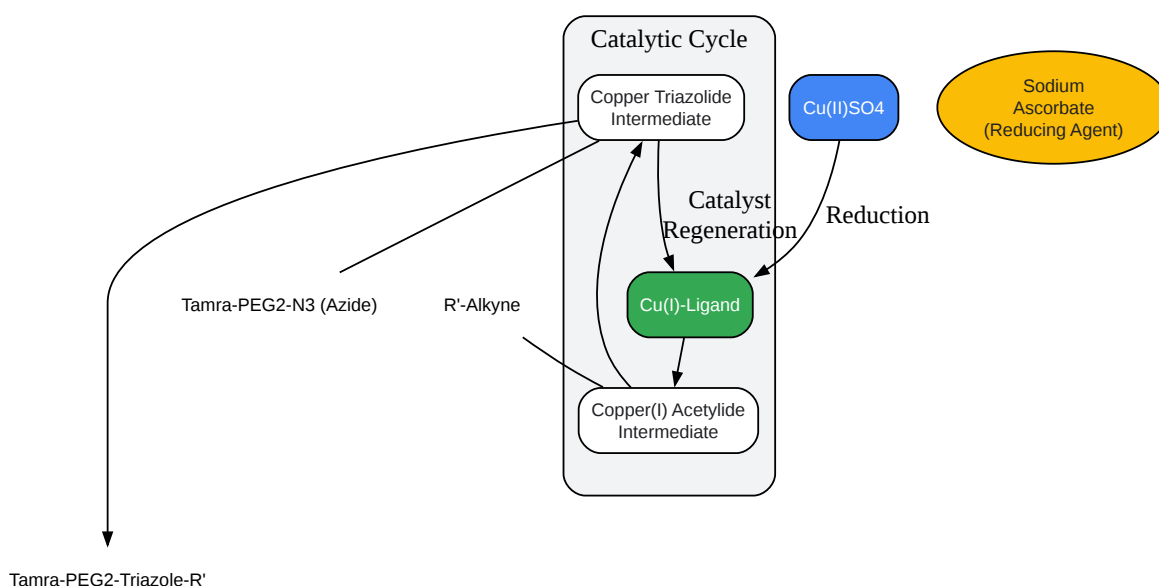 Catalytic Cycle
Copper Triazolide
Intermediate
Cu(II)SO4
Sodium
Ascorbate
(Reducing Agent)
Catalyst
Regeneration
Reduction
Tamra-PEG2-N3 (Azide)
R'-Alkyne
Cu(I)-Ligand
Copper(I) Acetylide
Intermediate
Tamra-PEG2-Triazole-R'